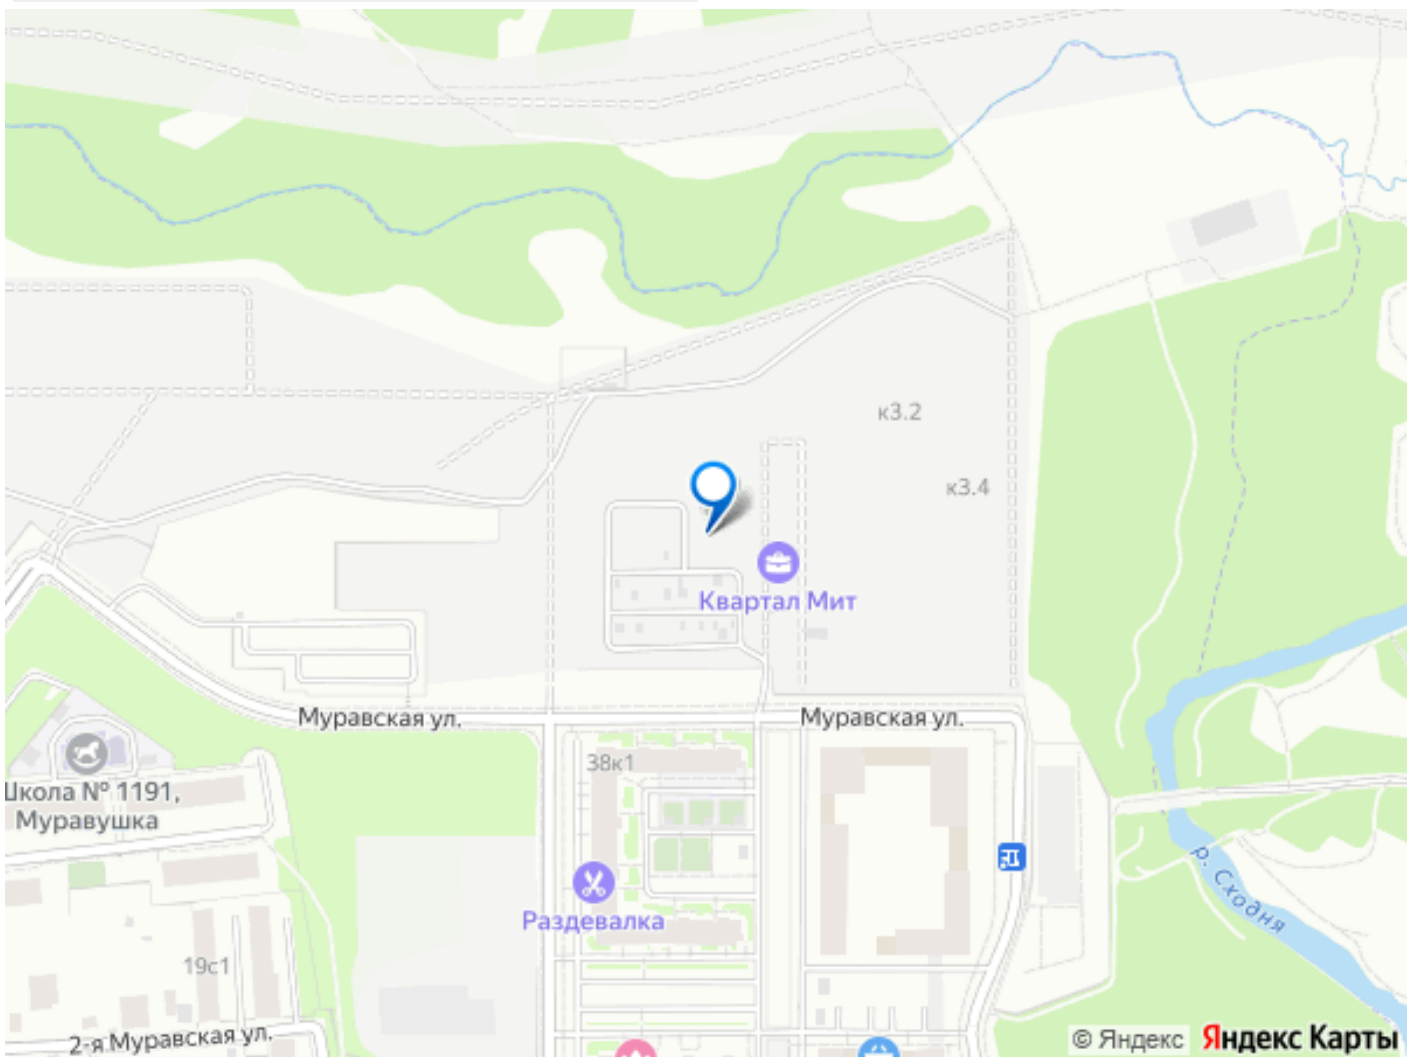 к3.2
к3.4
Квартал Мит
Муравская ул.
Муравская ул.
38к1
Школа № 1191,
Муравушка
Раздевалка
р. Сходня
19с1
2-я Муравская ул.
© Яндекс Яндекс Карты